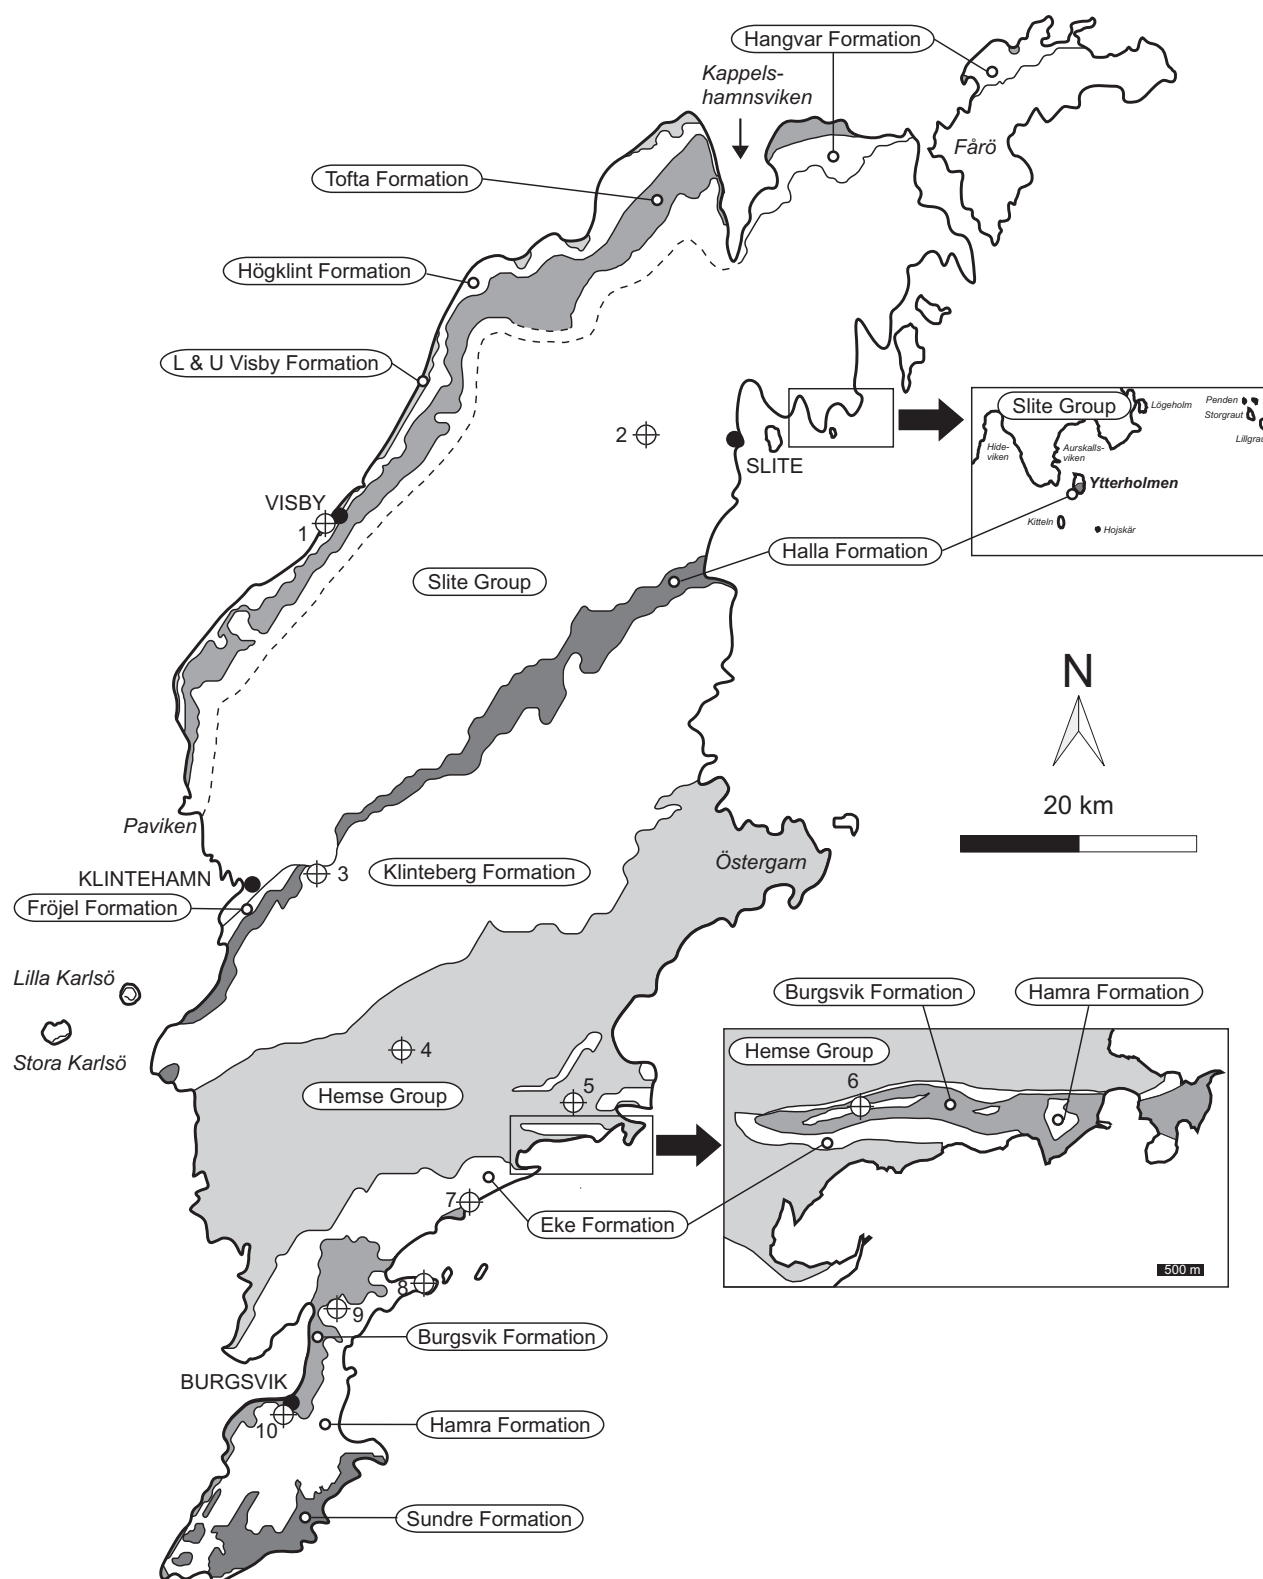 Hangvar Formation
Kappels-
hamnsviken
Fårö
Tofta Formation
Högklint Formation
L & U Visby Formation
2
SLITE
Slite Group
Lögeholm
Penden
Storgraut
Lillgraut
Hide-
viken
Aurskalls-
viken
Ytterholmen
Kitteln
Hojskär
VISBY
1
Halla Formation
Slite Group
N
20 km
Paviken
KLINTEHAMN
3
Klinteberg Formation
Östergarn
Fröjel Formation
Lilla Karlsö
Stora Karlsö
4
Hemse Group
5
Burgsvik Formation
Hamra Formation
Hemse Group
6
500 m
7
Eke Formation
8
9
Burgsvik Formation
BURGSVIK
10
Hamra Formation
Sundre Formation